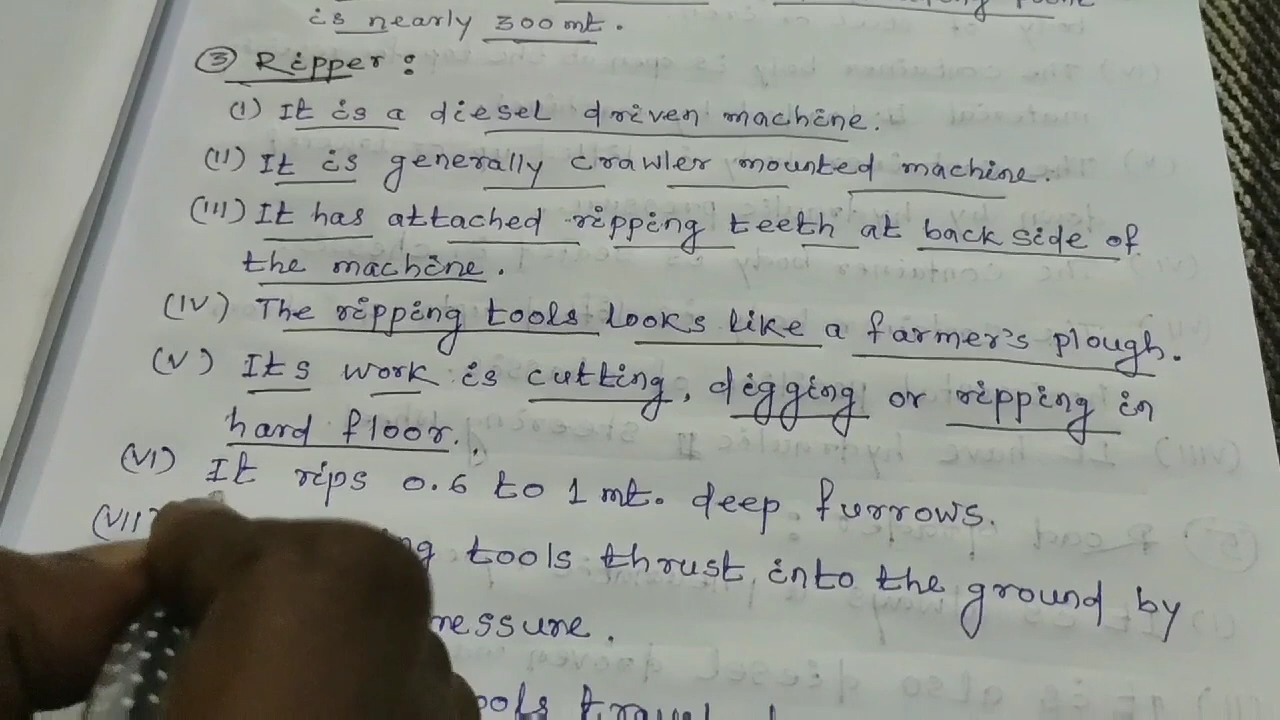 is nearly 300 mt.
③ Ripper :
(I) It is a diesel driven machine.
(II) It is generally crawler mounted machine.
(III) It has attached ripping teeth at back side of
the machine.
(IV) The ripping tools looks like a farmer's plough.
(V) Its work is cutting, digging or ripping in
hard floor.
(VI) It rips 0.6 to 1 mt. deep furrows.
(VII) tools thrust into the ground by